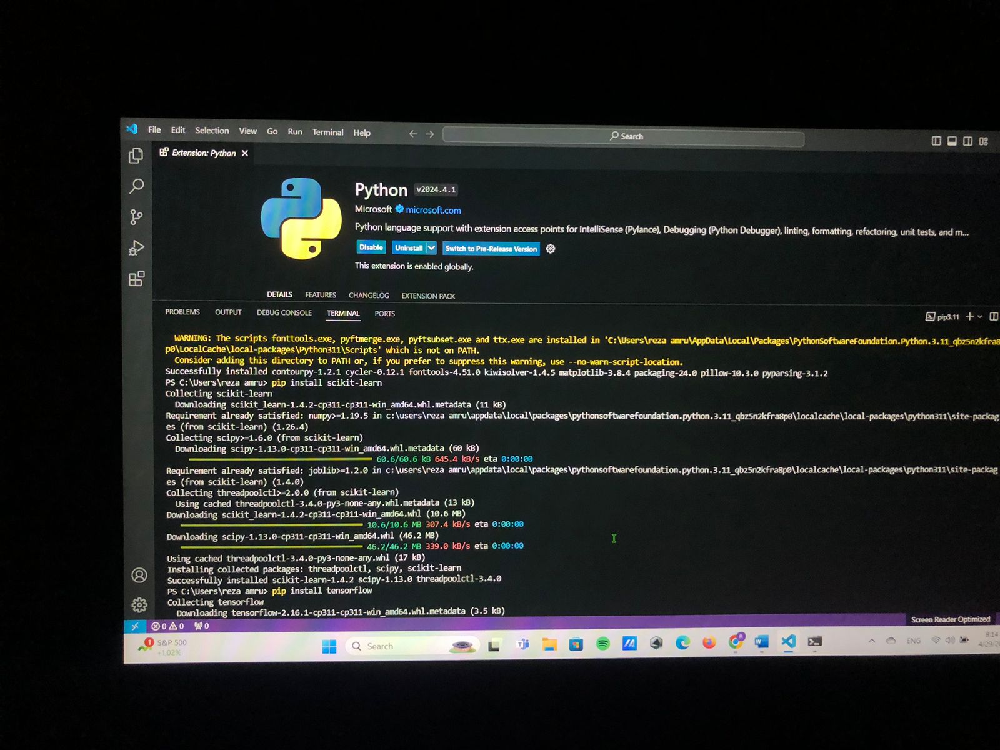 File Edit Selection View Go Run Terminal Help
Search
Extension: Python
Python v2024.4.1
Microsoft microsoft.com
Python language support with extension access points for IntelliSense (Pylance), Debugging (Python Debugger), linting, formatting, refactoring, unit tests, and m...
Disable Uninstall Switch to Pre-Release Version
This extension is enabled globally.
DETAILS FEATURES CHANGELOG EXTENSION PACK
PROBLEMS OUTPUT DEBUG CONSOLE TERMINAL PORTS
pip3.11
WARNING: The scripts fonttools.exe, pyftmerge.exe, pyftsubset.exe and ttx.exe are installed in 'C:\Users\reza amru\AppData\Local\Packages\PythonSoftwareFoundation.Python.3.11_qbz5n2kfra8
p0\LocalCache\local-packages\Python311\Scripts' which is not on PATH.
Consider adding this directory to PATH or, if you prefer to suppress this warning, use --no-warn-script-location.
Successfully installed contourpy-1.2.1 cycler-0.12.1 fonttools-4.51.0 kiwisolver-1.4.5 matplotlib-3.8.4 packaging-24.0 pillow-10.3.0 pyparsing-3.1.2
PS C:\Users\reza amru> pip install scikit-learn
Collecting scikit-learn
Downloading scikit_learn-1.4.2-cp311-cp311-win_amd64.whl.metadata (11 kB)
Requirement already satisfied: numpy>=1.19.5 in c:\users\reza amru\appdata\local\packages\pythonsoftwarefoundation.python.3.11_qbz5n2kfra8p0\localcache\local-packages\python311\site-packag
es (from scikit-learn) (1.26.4)
Collecting scipy>=1.6.0 (from scikit-learn)
Downloading scipy-1.13.0-cp311-cp311-win_amd64.whl.metadata (60 kB)
60.6/60.6 kB 645.4 kB/s eta 0:00:00
Requirement already satisfied: joblib>=1.2.0 in c:\users\reza amru\appdata\local\packages\pythonsoftwarefoundation.python.3.11_qbz5n2kfra8p0\localcache\local-packages\python311\site-packag
es (from scikit-learn) (1.4.0)
Collecting threadpoolctl>=2.0.0 (from scikit-learn)
Using cached threadpoolctl-3.4.0-py3-none-any.whl.metadata (13 kB)
Downloading scikit_learn-1.4.2-cp311-cp311-win_amd64.whl (10.6 MB)
10.6/10.6 MB 307.4 kB/s eta 0:00:00
Downloading scipy-1.13.0-cp311-cp311-win_amd64.whl (46.2 MB)
46.2/46.2 MB 339.0 kB/s eta 0:00:00
Using cached threadpoolctl-3.4.0-py3-none-any.whl (17 kB)
Installing collected packages: threadpoolctl, scipy, scikit-learn
Successfully installed scikit-learn-1.4.2 scipy-1.13.0 threadpoolctl-3.4.0
PS C:\Users\reza amru> pip install tensorflow
Collecting tensorflow
Downloading tensorflow-2.16.1-cp311-cp311-win_amd64.whl.metadata (3.5 kB)
0 0 0
Screen Reader Optimized
1 S&P 500
+1.02%
Search
ENG
8:14
4/29/2